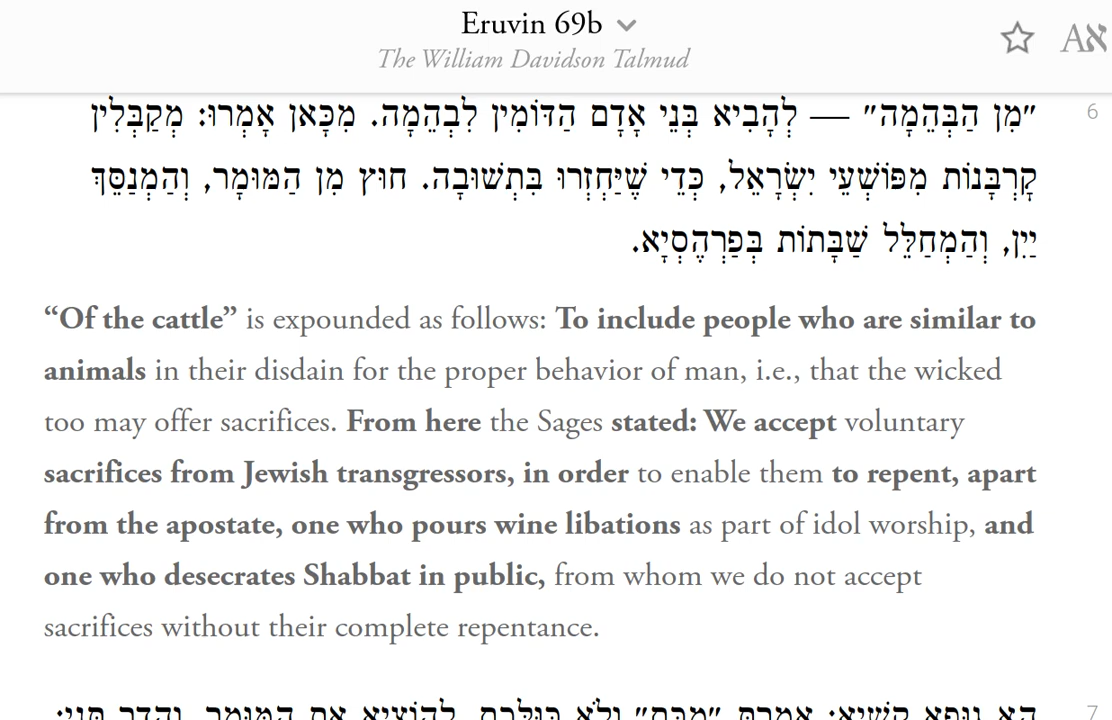 Eruvin 69b
The William Davidson Talmud
Aא
״מִן הַבְּהֵמָה״ — לְהָבִיא בְּנֵי אָדָם הַדּוֹמִין לִבְהֵמָה. מִכָּאן אָמְרוּ: מְקַבְּלִין
6
קָרְבָּנוֹת מִפּוֹשְׁעֵי יִשְׂרָאֵל, כְּדֵי שֶׁיַּחְזְרוּ בִּתְשׁוּבָה. חוּץ מִן הַמּוּמָר, וְהַמְנַסֵּךְ
יַיִן, וְהַמְחַלֵּל שַׁבָּתוֹת בְּפַרְהֶסְיָא.
“Of the cattle” is expounded as follows: To include people who are similar to
animals in their disdain for the proper behavior of man, i.e., that the wicked
too may offer sacrifices. From here the Sages stated: We accept voluntary
sacrifices from Jewish transgressors, in order to enable them to repent, apart
from the apostate, one who pours wine libations as part of idol worship, and
one who desecrates Shabbat in public, from whom we do not accept
sacrifices without their complete repentance.
הָא גּוּפָא קַשְׁיָא: אָמְרַתְּ ״מִכֶּם״ וְלֹא כּוּלְּכֶם, לְהוֹצִיא אֶת הַמּוּמָר, וַהֲדַר תָּנֵי:
7